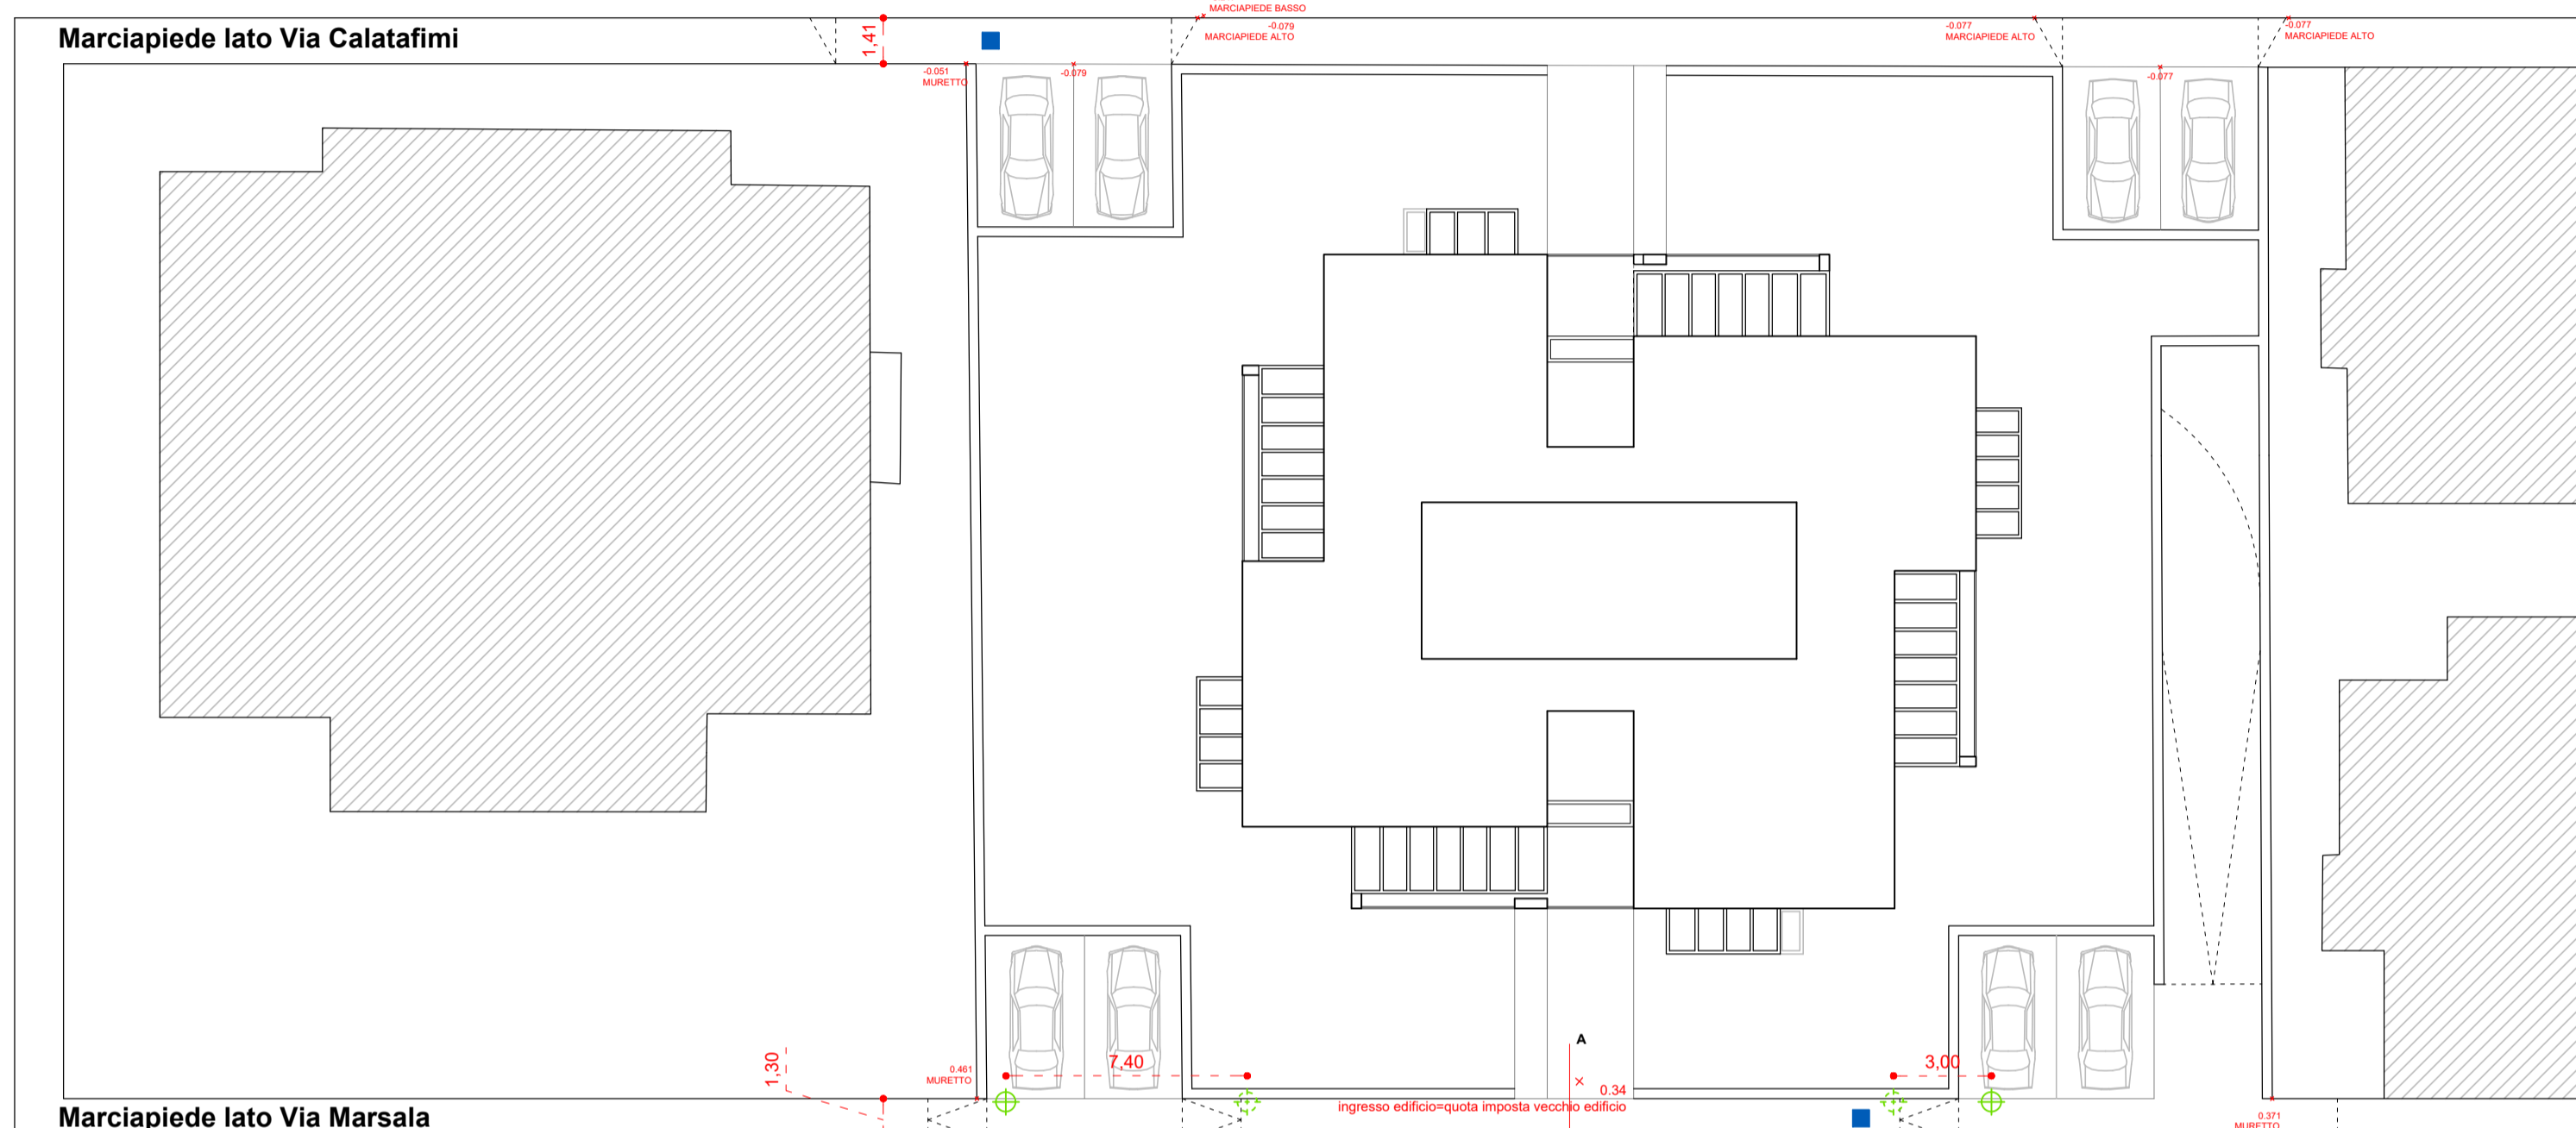 MARCIAPIEDE BASSO
Marciapiede lato Via Calatafimi
1,41
-0.079
MARCIAPIEDE ALTO
-0.077
MARCIAPIEDE ALTO
-0.077
MARCIAPIEDE ALTO
-0.051
MURETTO
-0.079
-0.077
A
1,30
0.461
MURETTO
7,40
3,00
0.34
ingresso edificio=quota imposta vecchio edificio
Marciapiede lato Via Marsala
0.371
MURETTO